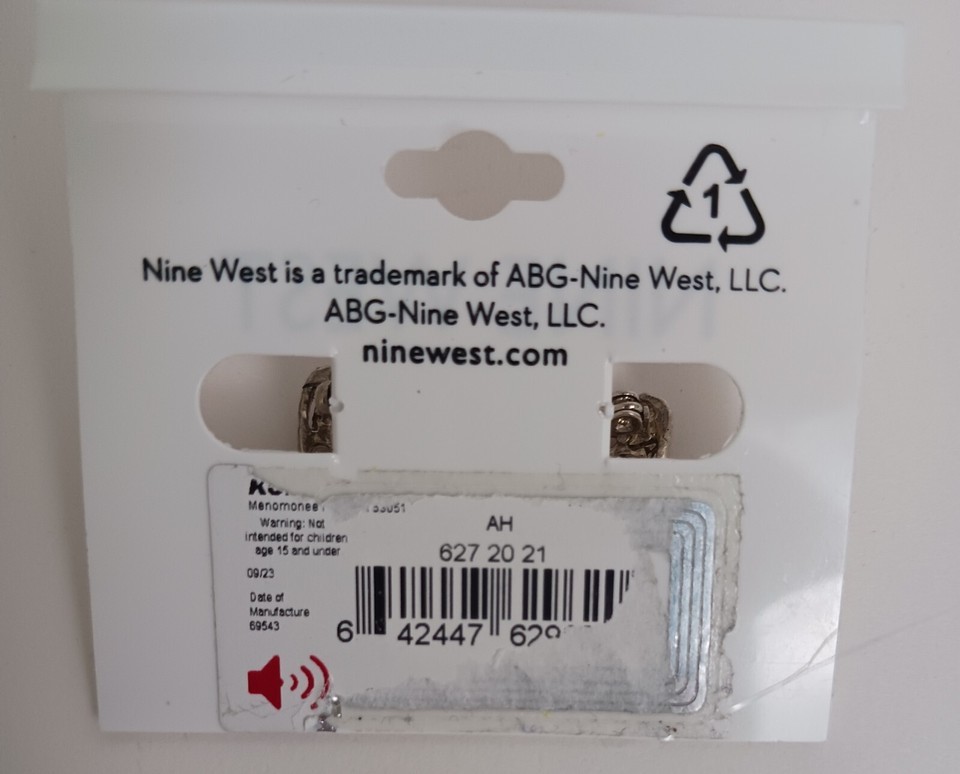 1
Nine West is a trademark of ABG-Nine West, LLC.
ABG-Nine West, LLC.
ninewest.com
Menomonee
53051
AH
Warning: Not
intended for children
age 15 and under
627 20 21
09/23
Date of
Manufacture
69543
6 42447 629